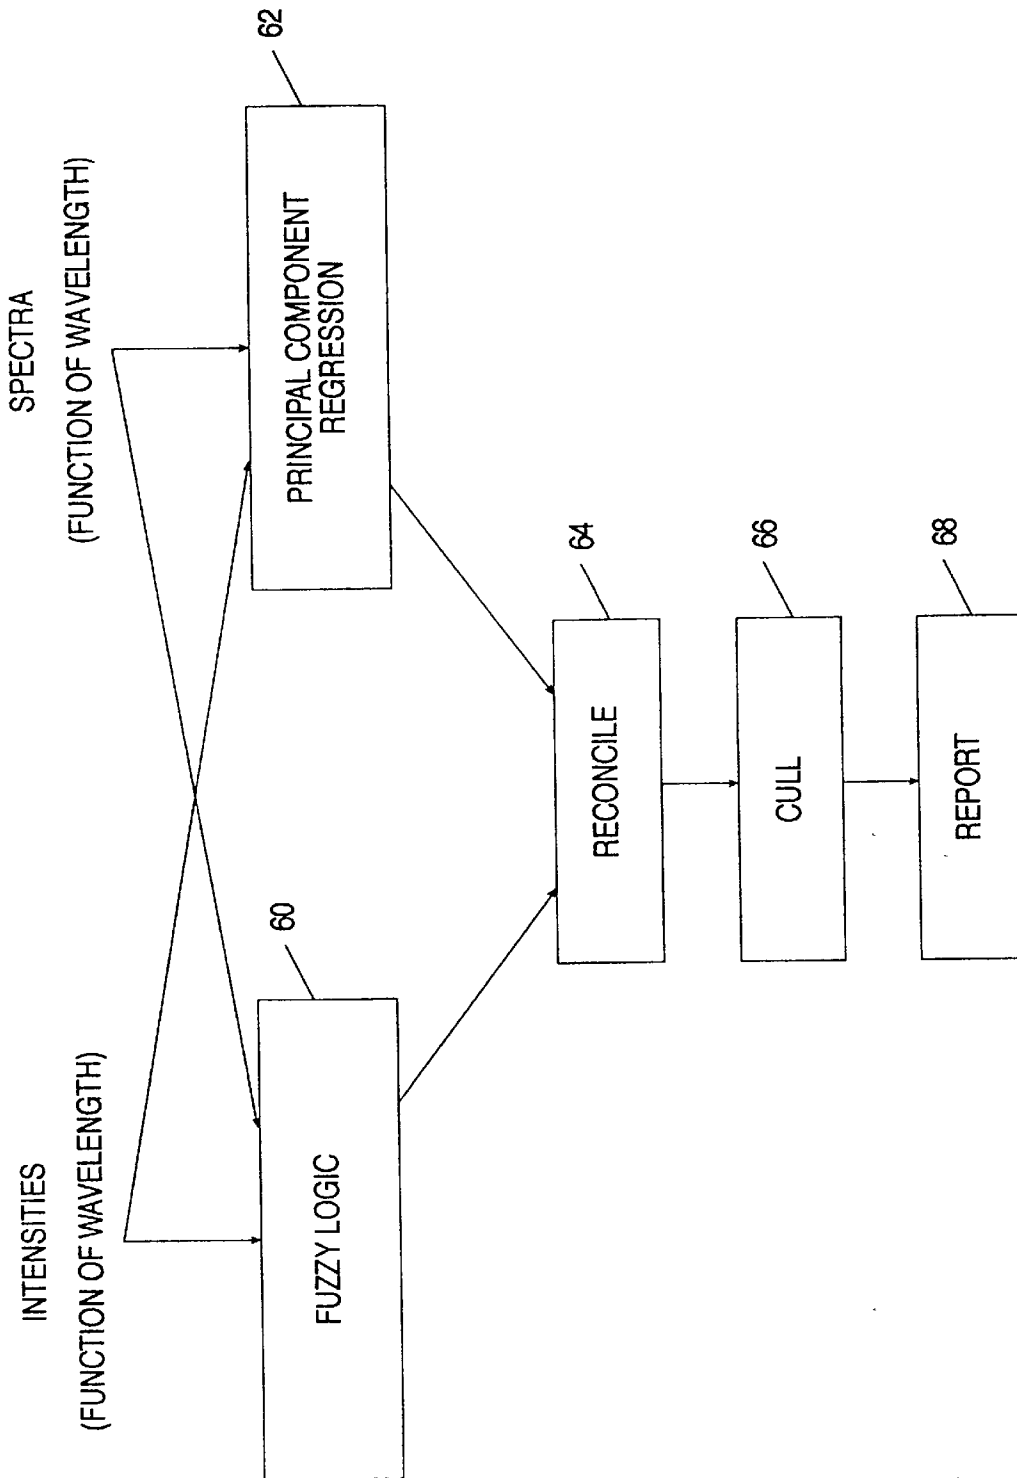 INTENSITIES
(FUNCTION OF WAVELENGTH)
SPECTRA
(FUNCTION OF WAVELENGTH)
60
FUZZY LOGIC
62
PRINCIPAL COMPONENT
REGRESSION
64
RECONCILE
66
CULL
68
REPORT